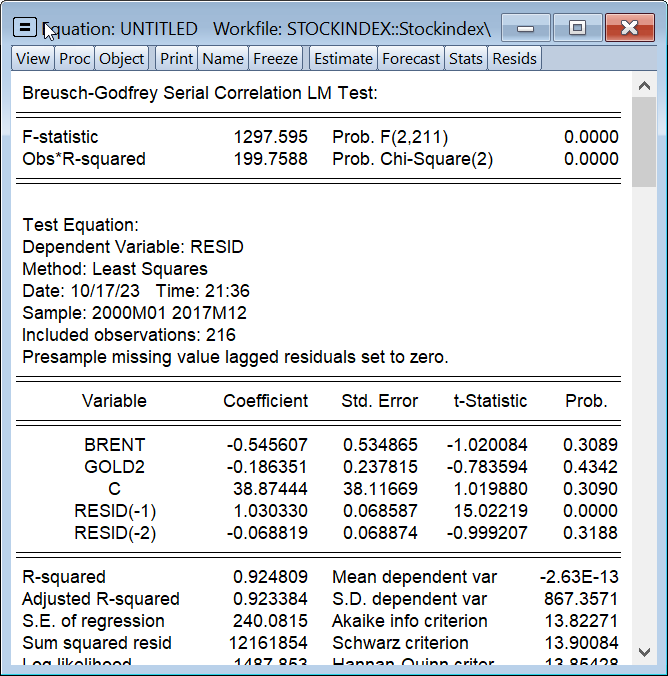 Equation: UNTITLED Workfile: STOCKINDEX::Stockindex\
View Proc Object Print Name Freeze Estimate Forecast Stats Resids
Breusch-Godfrey Serial Correlation LM Test:
F-statistic 1297.595 Prob. F(2,211) 0.0000
Obs*R-squared 199.7588 Prob. Chi-Square(2) 0.0000
Test Equation:
Dependent Variable: RESID
Method: Least Squares
Date: 10/17/23 Time: 21:36
Sample: 2000M01 2017M12
Included observations: 216
Presample missing value lagged residuals set to zero.
Variable Coefficient Std. Error t-Statistic Prob.
BRENT -0.545607 0.534865 -1.020084 0.3089
GOLD2 -0.186351 0.237815 -0.783594 0.4342
C 38.87444 38.11669 1.019880 0.3090
RESID(-1) 1.030330 0.068587 15.02219 0.0000
RESID(-2) -0.068819 0.068874 -0.999207 0.3188
R-squared 0.924809 Mean dependent var -2.63E-13
Adjusted R-squared 0.923384 S.D. dependent var 867.3571
S.E. of regression 240.0815 Akaike info criterion 13.82271
Sum squared resid 12161854 Schwarz criterion 13.90084
Log likelihood -1487.853 Hannan-Quinn criter. 13.85428